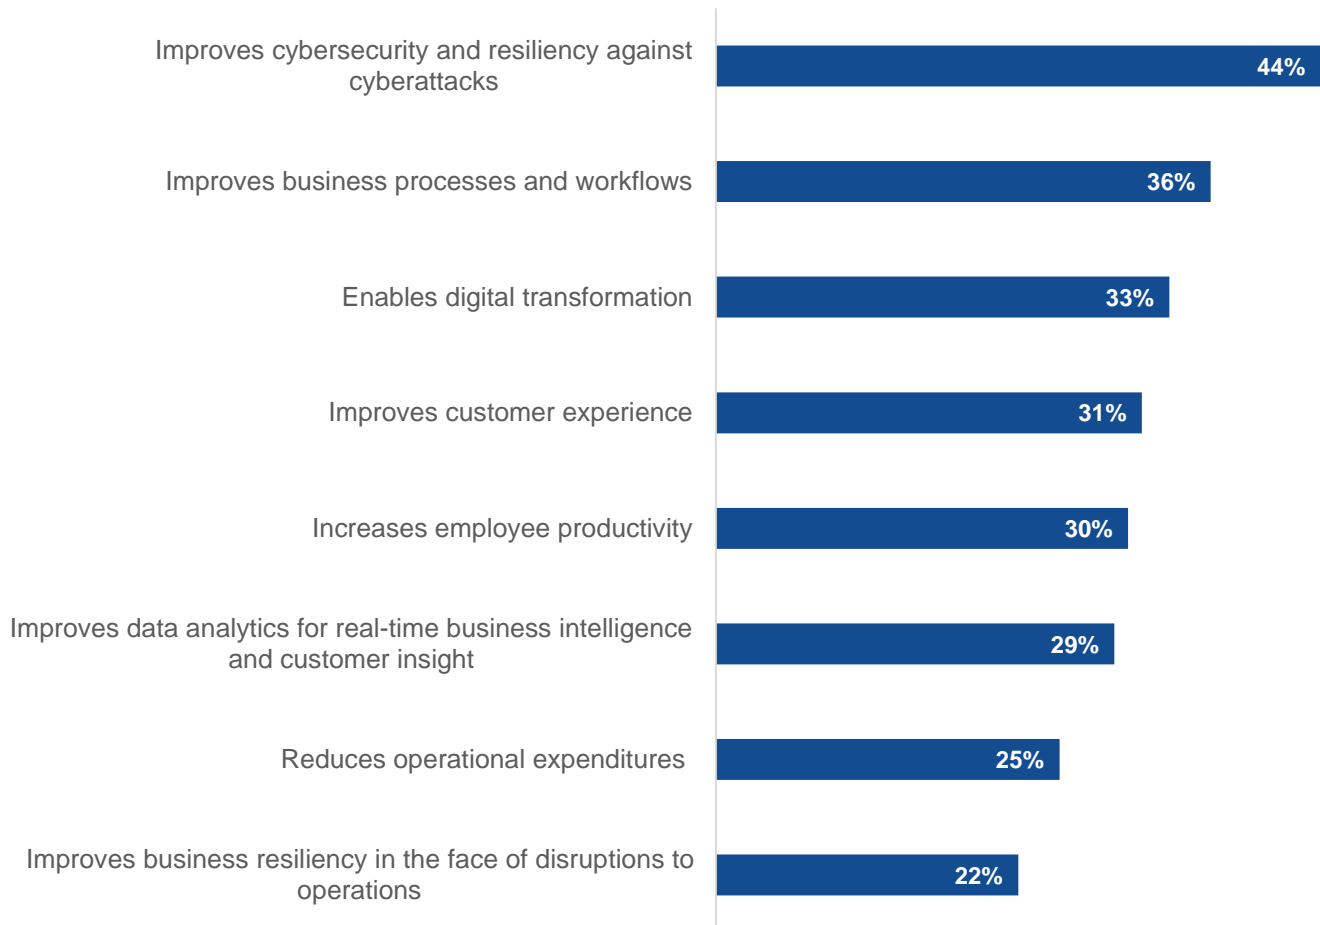 Improves cybersecurity and resiliency against
cyberattacks
44%
Improves business processes and workflows
36%
Enables digital transformation
33%
Improves customer experience
31%
Increases employee productivity
30%
Improves data analytics for real-time business intelligence
and customer insight
29%
Reduces operational expenditures
25%
Improves business resiliency in the face of disruptions to
operations
22%